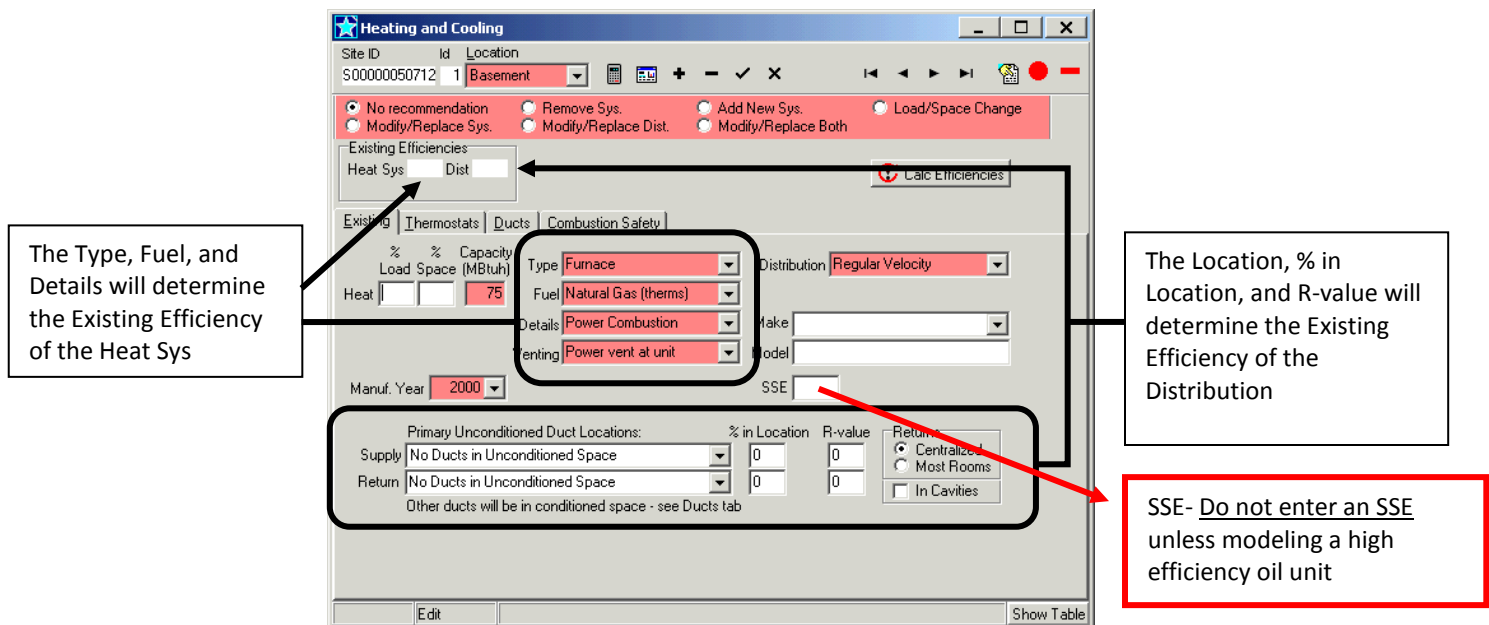 Heating and Cooling
Site ID Id Location
S00000050712 1 Basement
No recommendation Remove Sys. Add New Sys. Load/Space Change
Modify/Replace Sys. Modify/Replace Dist. Modify/Replace Both
Existing Efficiencies
Heat Sys Dist
Calc Efficiencies
Existing Thermostats Ducts Combustion Safety
The Type, Fuel, and
Details will determine
the Existing Efficiency
of the Heat Sys
% % Capacity
Load Space (MBtuh)
Heat 75
Type Furnace
Fuel Natural Gas (therms)
Details Power Combustion
Venting Power vent at unit
Distribution Regular Velocity
Make
Model
Manuf. Year 2000
SSE
The Location, % in
Location, and R-value will
determine the Existing
Efficiency of the
Distribution
Primary Unconditioned Duct Locations: % in Location R-value Returns
Supply No Ducts in Unconditioned Space 0 0 Centralized
Most Rooms
Return No Ducts in Unconditioned Space 0 0 In Cavities
Other ducts will be in conditioned space - see Ducts tab
SSE- Do not enter an SSE
unless modeling a high
efficiency oil unit
Edit Show Table